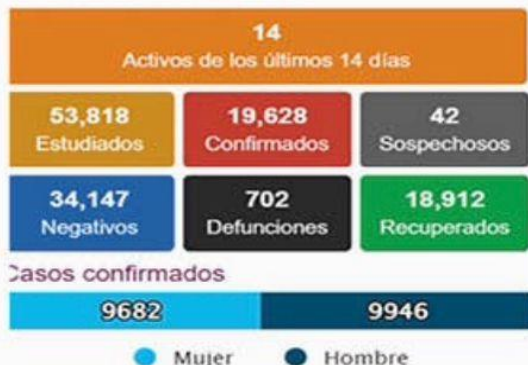 14
Activos de los últimos 14 días
53,818
Estudiados
19,628
Confirmados
42
Sospechosos
34,147
Negativos
702
Defunciones
18,912
Recuperados
Casos confirmados
9682 9946
Mujer Hombre